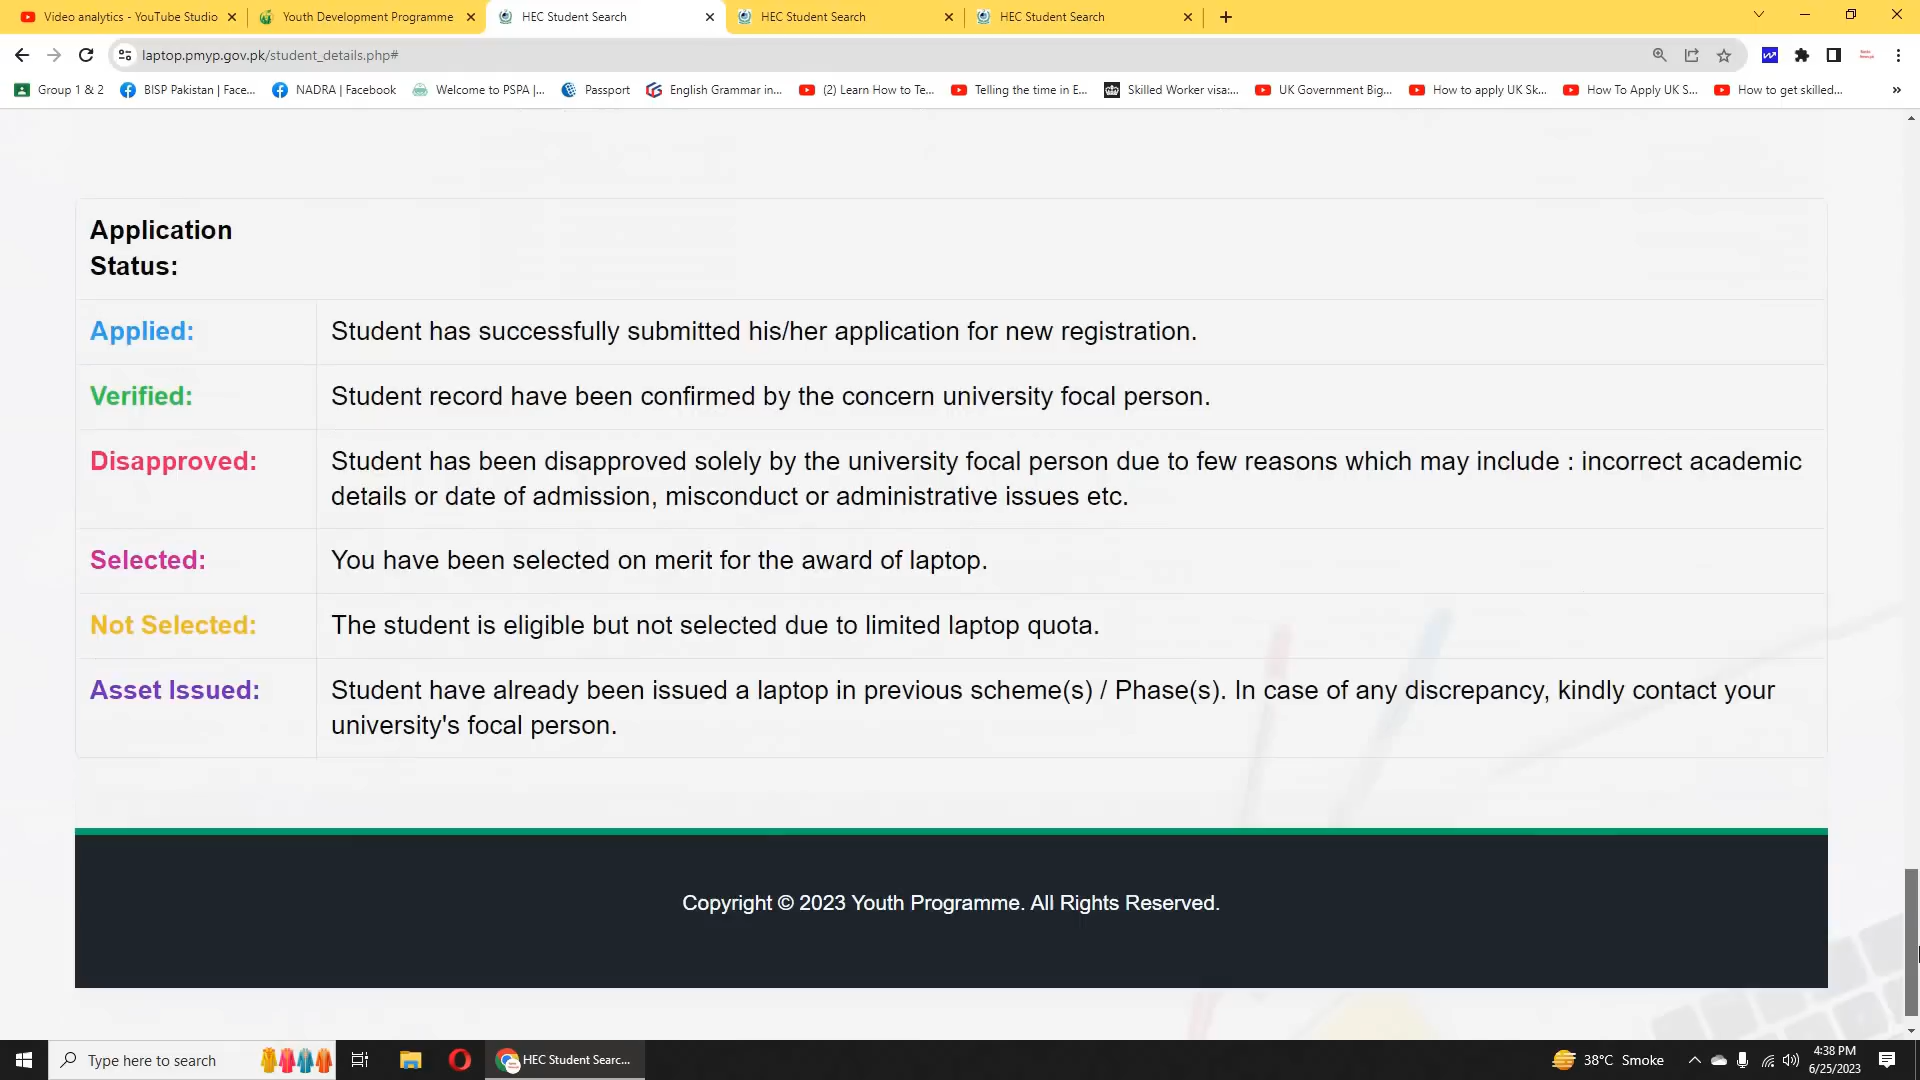 Video analytics - YouTube Studio
Youth Development Programme
HEC Student Search
HEC Student Search
HEC Student Search
laptop.pmyp.gov.pk/student_details.php#
Group 1 & 2
BISP Pakistan | Face...
NADRA | Facebook
Welcome to PSPA |...
Passport
English Grammar in...
(2) Learn How to Te...
Telling the time in E...
Skilled Worker visa:...
UK Government Big...
How to apply UK Sk...
How To Apply UK S...
How to get skilled...
»
Application
Status:
Applied:
Student has successfully submitted his/her application for new registration.
Verified:
Student record have been confirmed by the concern university focal person.
Disapproved:
Student has been disapproved solely by the university focal person due to few reasons which may include : incorrect academic
details or date of admission, misconduct or administrative issues etc.
Selected:
You have been selected on merit for the award of laptop.
Not Selected:
The student is eligible but not selected due to limited laptop quota.
Asset Issued:
Student have already been issued a laptop in previous scheme(s) / Phase(s). In case of any discrepancy, kindly contact your
university's focal person.
Copyright © 2023 Youth Programme. All Rights Reserved.
Type here to search
HEC Student Searc...
38°C Smoke
4:38 PM
6/25/2023